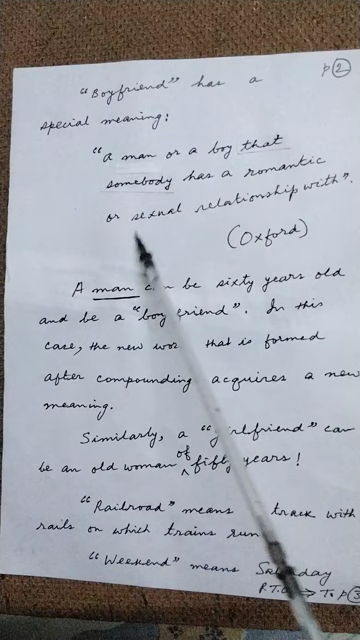 p②
"Boyfriend" has a
special meaning:
"a man or a boy that
somebody has a romantic
or sexual relationship with".
(Oxford)
A man can be sixty years old
and be a "boy friend". In this
case, the new that is formed
after compounding acquires a new
meaning.
Similarly, a "girlfriend" can
be an old woman of fifty years!
"Railroad" means track with
rails on which trains run
"Weekend" means Saturday
P.T.O → To p③